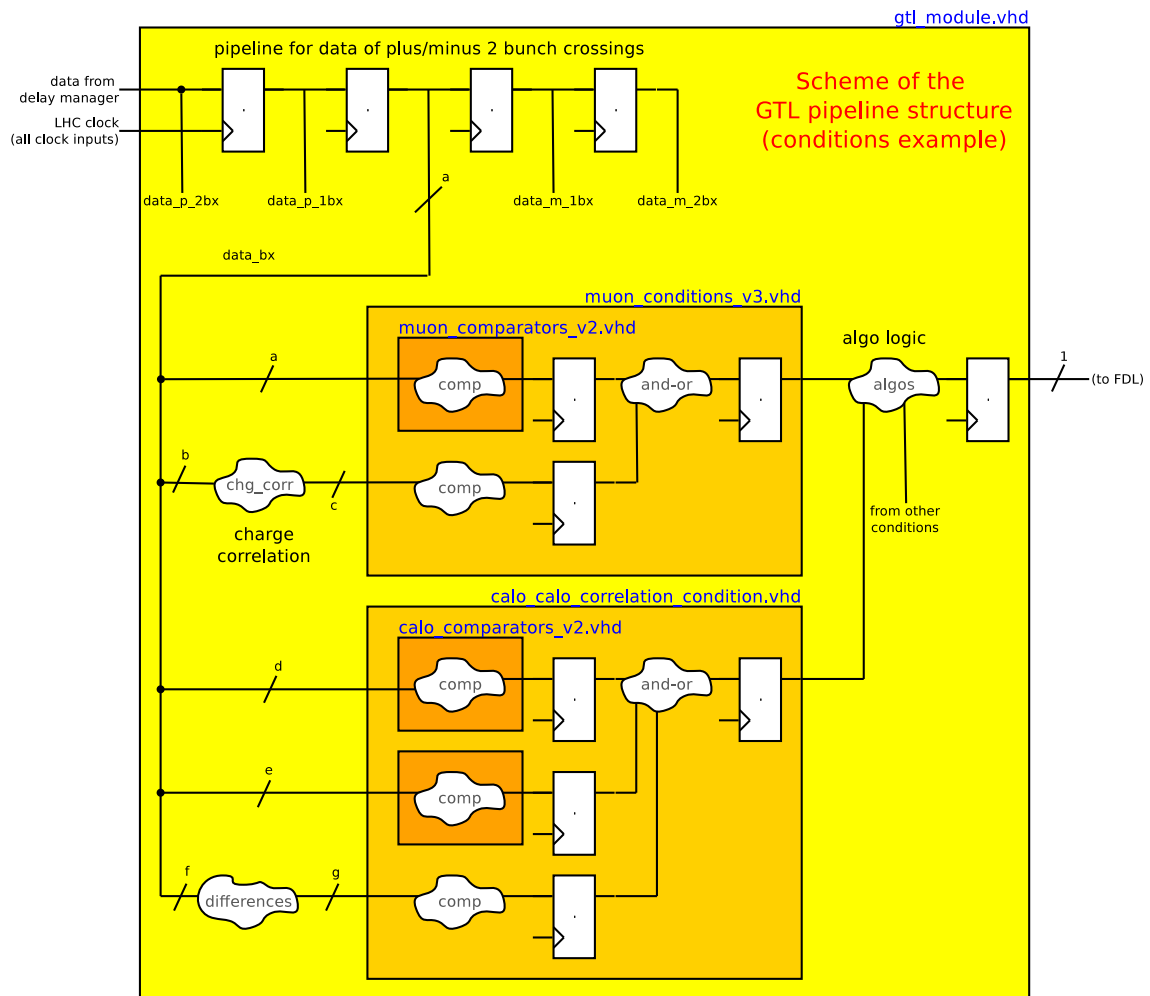 gtl_module.vhd
pipeline for data of plus/minus 2 bunch crossings
data from
delay manager
LHC clock
(all clock inputs)
Scheme of the
GTL pipeline structure
(conditions example)
a
data_p_2bx
data_p_1bx
data_m_1bx
data_m_2bx
data_bx
muon_conditions_v3.vhd
muon_comparators_v2.vhd
algo logic
a
comp
and-or
algos
1
(to FDL)
b
chg_corr
c
comp
charge
correlation
from other
conditions
calo_calo_correlation_condition.vhd
calo_comparators_v2.vhd
d
comp
and-or
e
comp
f
differences
g
comp